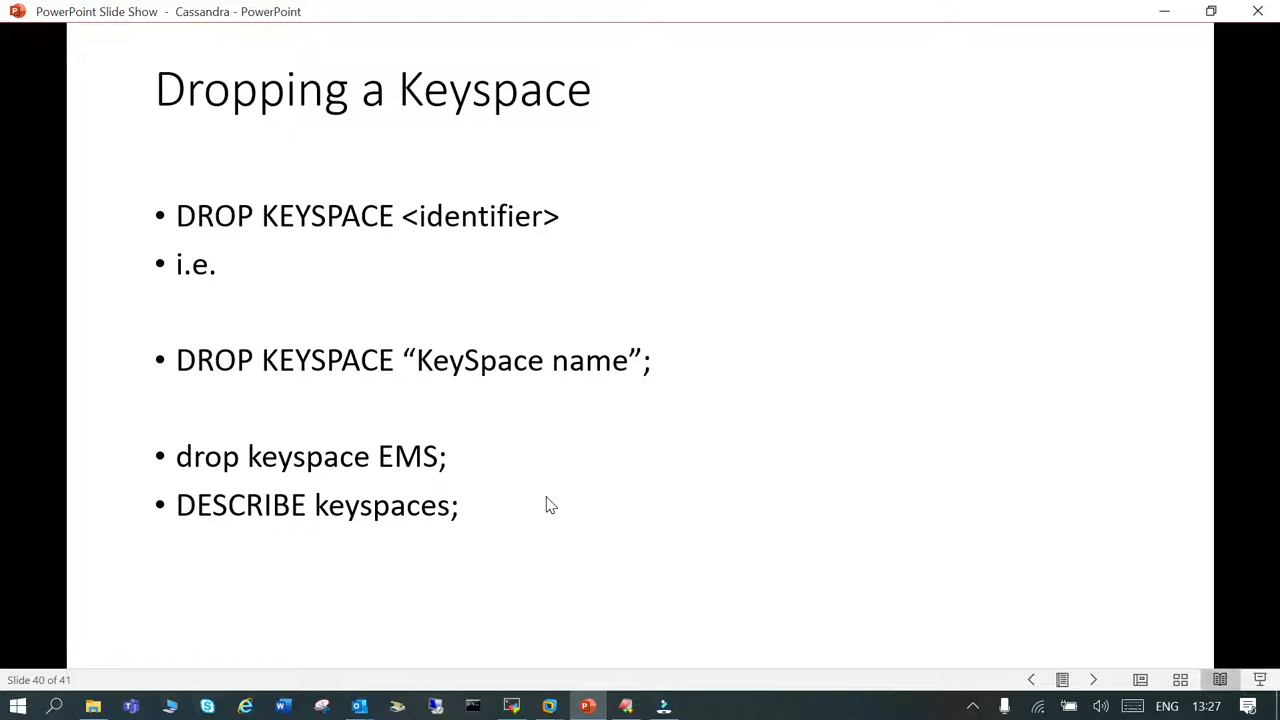 PowerPoint Slide Show - Cassandra - PowerPoint
Dropping a Keyspace
• DROP KEYSPACE <identifier>
• i.e.
• DROP KEYSPACE “KeySpace name”;
• drop keyspace EMS;
• DESCRIBE keyspaces;
Slide 40 of 41
ENG 13:27